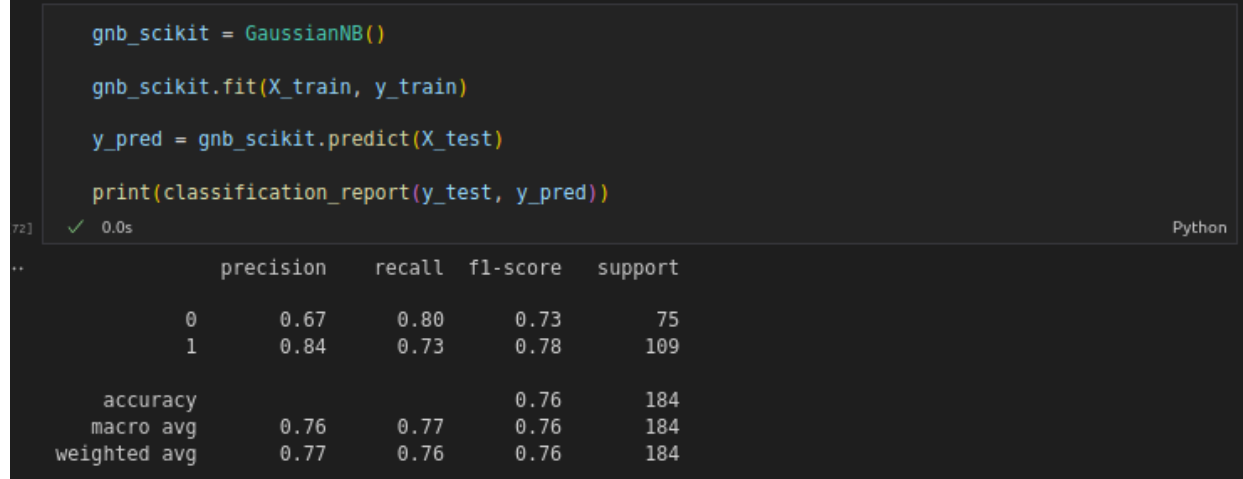 gnb_scikit = GaussianNB()
gnb_scikit.fit(X_train, y_train)
y_pred = gnb_scikit.predict(X_test)
print(classification_report(y_test, y_pred))
72] ✓ 0.0s Python
.. precision recall f1-score support
0 0.67 0.80 0.73 75
1 0.84 0.73 0.78 109
accuracy 0.76 184
macro avg 0.76 0.77 0.76 184
weighted avg 0.77 0.76 0.76 184